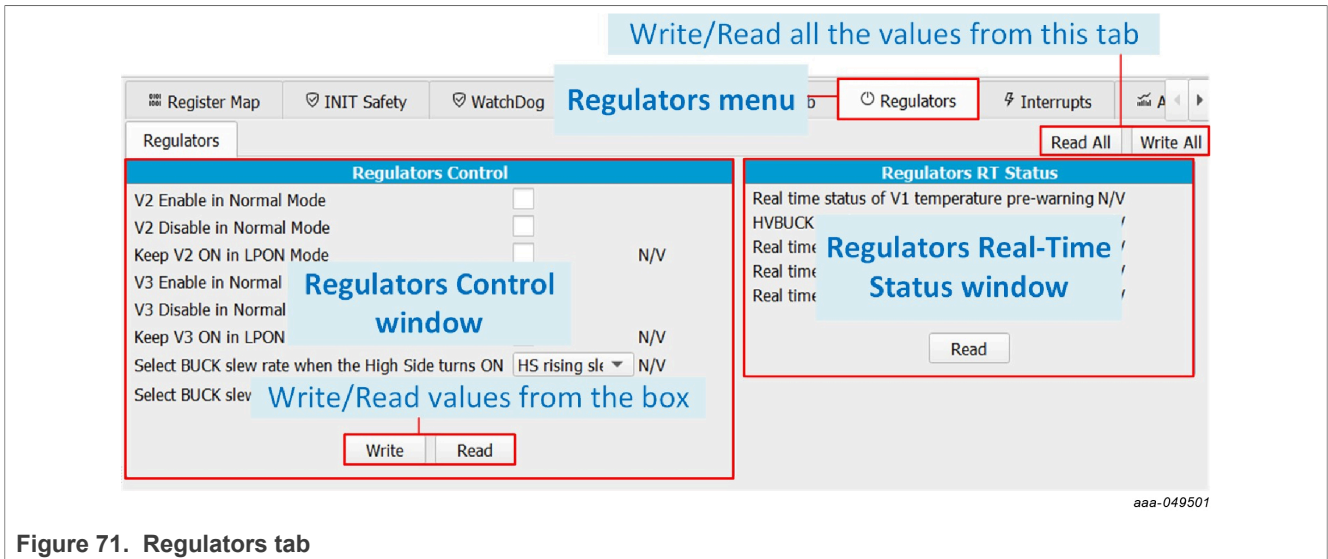 Write/Read all the values from this tab
Register Map INIT Safety WatchDog Regulators menu Regulators Interrupts
Regulators Read All Write All
Regulators Control Regulators RT Status
V2 Enable in Normal Mode Real time status of V1 temperature pre-warning N/V
V2 Disable in Normal Mode HVBUCK
Keep V2 ON in LPON Mode N/V Real time
V3 Enable in Normal Real time
V3 Disable in Normal Real time
Regulators Control
window
Regulators Real-Time
Status window
Keep V3 ON in LPON N/V
Read
Select BUCK slew rate when the High Side turns ON HS rising N/V
Select BUCK
Write/Read values from the box
Write Read
aaa-049501
Figure 71. Regulators tab